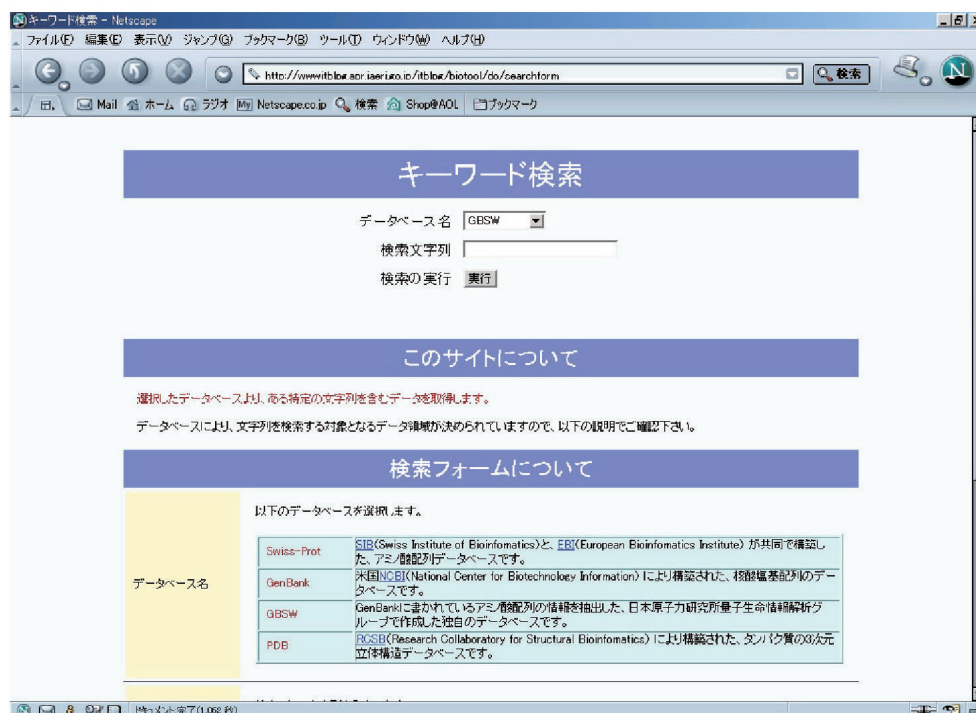 キーワード検索 - Netscape
ファイル(F) 編集(E) 表示(V) ジャンプ(G) ブックマーク(B) ツール(T) ウィンドウ(W) ヘルプ(H)
検索
Mail ホーム ラジオ My Netscape.co.jp 検索 Shop@AOL ブックマーク
キーワード検索
データベース名 GBSW
検索文字列
検索の実行 実行
このサイトについて
選択したデータベースより、ある特定の文字列を含むデータを取得します。
データベースにより、文字列を検索する対象となるデータ領域が決められていますので、以下の説明でご確認下さい。
検索フォームについて
以下のデータベースを選択します。
データベース名
Swiss-Prot SIB(Swiss Institute of Bioinfomatics)と、EBI(European Bioinfomatics Institute) が共同で構築し
た、アミノ酸配列データベースです。
GenBank 米国NCBI(National Center for Biotechnology Information) により構築された、核酸塩基配列のデー
タベースです。
GBSW GenBankに書かれているアミノ酸配列の情報を抽出した、日本原子力研究所量子生命情報解析グ
ループで作成した独自のデータベースです。
PDB RCSB(Research Collaboratory for Structural Bioinfomatics) により構築された、タンパク質の3次元
立体構造データベースです。
ドキュメント: 完了(1.062 秒)